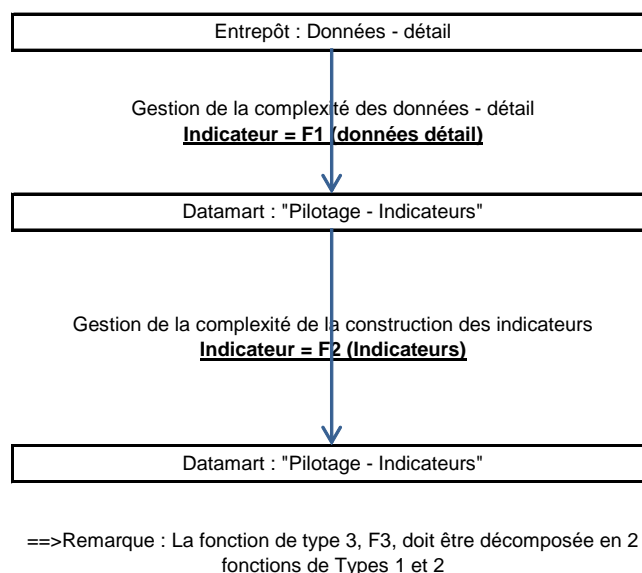 Entrepôt : Données - détail
Gestion de la complexité des données - détail
Indicateur = F1 (données détail)
Datamart : "Pilotage - Indicateurs"
Gestion de la complexité de la construction des indicateurs
Indicateur = F2 (Indicateurs)
Datamart : "Pilotage - Indicateurs"
==>Remarque : La fonction de type 3, F3, doit être décomposée en 2
fonctions de Types 1 et 2